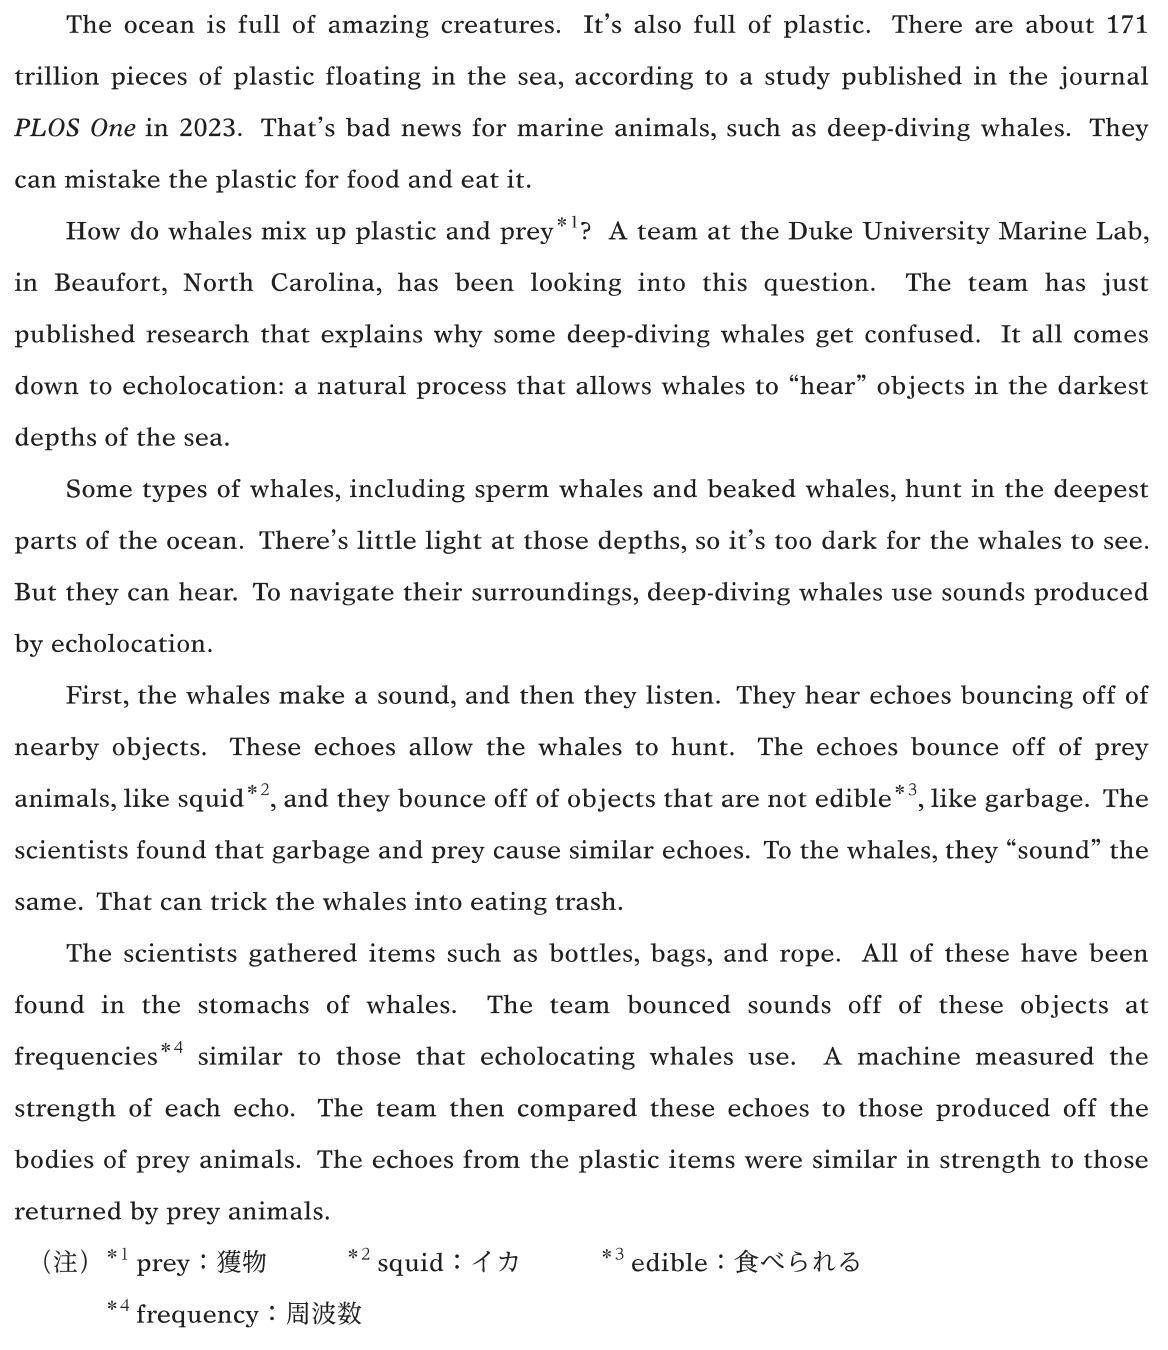 The ocean is full of amazing creatures. It’s also full of plastic. There are about 171
trillion pieces of plastic floating in the sea, according to a study published in the journal
PLOS One in 2023. That’s bad news for marine animals, such as deep-diving whales. They
can mistake the plastic for food and eat it.
How do whales mix up plastic and prey*1? A team at the Duke University Marine Lab,
in Beaufort, North Carolina, has been looking into this question. The team has just
published research that explains why some deep-diving whales get confused. It all comes
down to echolocation: a natural process that allows whales to “hear” objects in the darkest
depths of the sea.
Some types of whales, including sperm whales and beaked whales, hunt in the deepest
parts of the ocean. There’s little light at those depths, so it’s too dark for the whales to see.
But they can hear. To navigate their surroundings, deep-diving whales use sounds produced
by echolocation.
First, the whales make a sound, and then they listen. They hear echoes bouncing off of
nearby objects. These echoes allow the whales to hunt. The echoes bounce off of prey
animals, like squid*2, and they bounce off of objects that are not edible*3, like garbage. The
scientists found that garbage and prey cause similar echoes. To the whales, they “sound” the
same. That can trick the whales into eating trash.
The scientists gathered items such as bottles, bags, and rope. All of these have been
found in the stomachs of whales. The team bounced sounds off of these objects at
frequencies*4 similar to those that echolocating whales use. A machine measured the
strength of each echo. The team then compared these echoes to those produced off the
bodies of prey animals. The echoes from the plastic items were similar in strength to those
returned by prey animals.
（注）*1 prey：獲物 *2 squid：イカ *3 edible：食べられる
*4 frequency：周波数